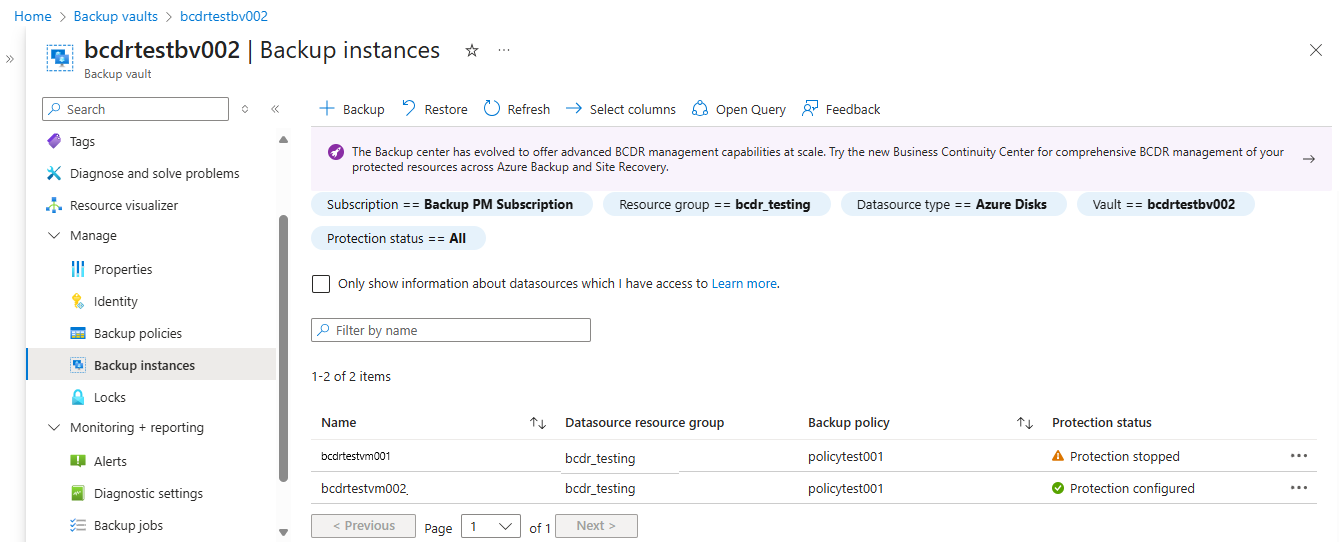 Home > Backup vaults > bcdrtestbv002
bcdrtestbv002 | Backup instances
Backup vault
Search
Tags
Diagnose and solve problems
Resource visualizer
Manage
Properties
Identity
Backup policies
Backup instances
Locks
Monitoring + reporting
Alerts
Diagnostic settings
Backup jobs
Backup Restore Refresh Select columns Open Query Feedback
The Backup center has evolved to offer advanced BCDR management capabilities at scale. Try the new Business Continuity Center for comprehensive BCDR management of your
protected resources across Azure Backup and Site Recovery.
Subscription == Backup PM Subscription Resource group == bcdr_testing Datasource type == Azure Disks Vault == bcdrtestbv002
Protection status == All
Only show information about datasources which I have access to Learn more.
Filter by name
1-2 of 2 items
Name Datasource resource group Backup policy Protection status
bcdrtestvm001 bcdr_testing policytest001 Protection stopped
bcdrtestvm002 bcdr_testing policytest001 Protection configured
< Previous Page 1 of 1 Next >